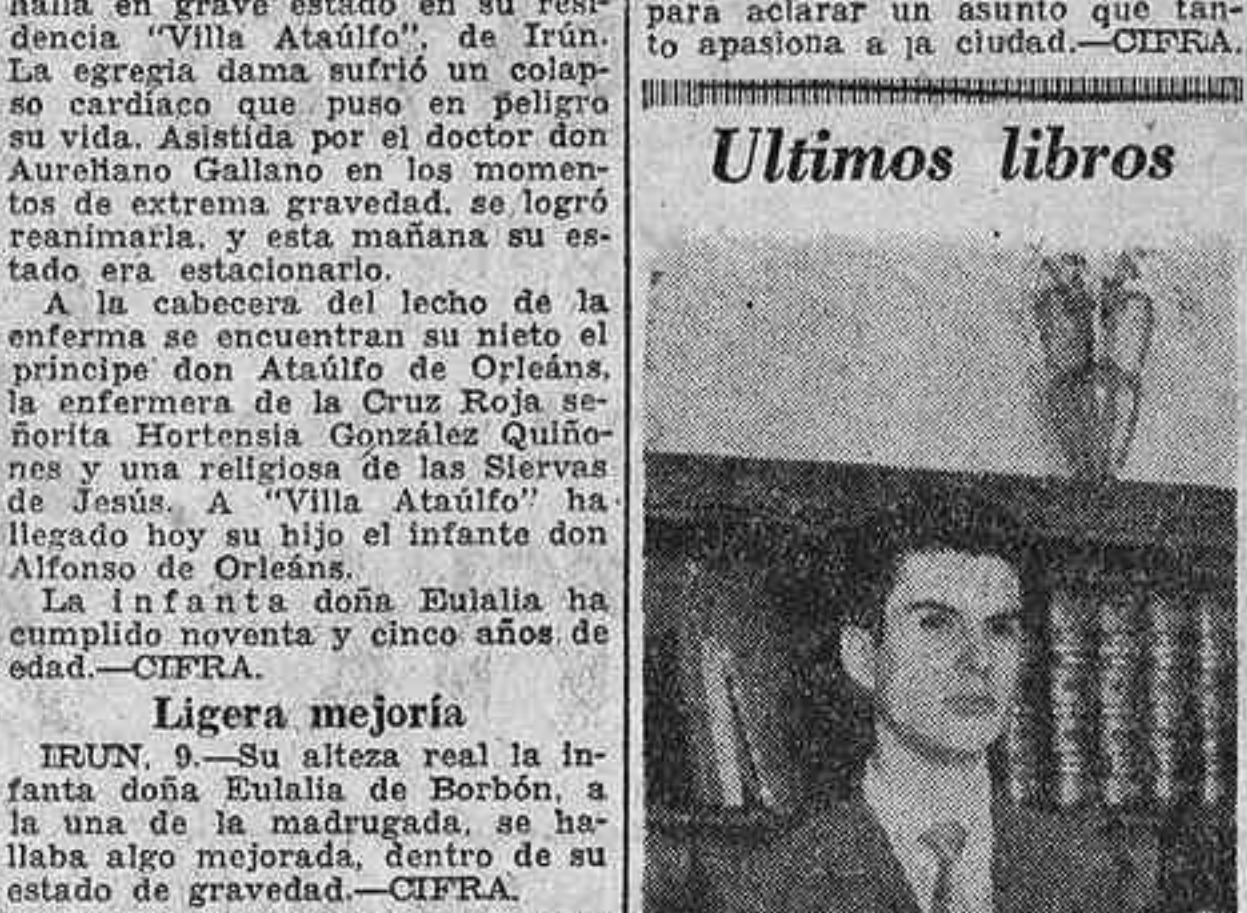 halla en grave estado en su resi-
dencia "Villa Ataúlfo", de Irún.
La egregia dama sufrió un colap-
so cardíaco que puso en peligro
su vida. Asistida por el doctor don
Aureliano Gallano en los momen-
tos de extrema gravedad, se logró
reanimarla, y esta mañana su es-
tado era estacionario.
A la cabecera del lecho de la
enferma se encuentran su nieto el
príncipe don Ataúlfo de Orleáns,
la enfermera de la Cruz Roja se-
ñorita Hortensia González Quiño-
nes y una religiosa de las Siervas
de Jesús. A "Villa Ataúlfo" ha
llegado hoy su hijo el infante don
Alfonso de Orleáns.
La infanta doña Eulalia ha
cumplido noventa y cinco años de
edad.—CIFRA.
Ligera mejoría
IRUN, 9.—Su alteza real la in-
fanta doña Eulalia de Borbón, a
la una de la madrugada, se ha-
llaba algo mejorada, dentro de su
estado de gravedad.—CIFRA.
para aclarar un asunto que tan-
to apasiona a la ciudad.—CIFRA.
Ultimos libros